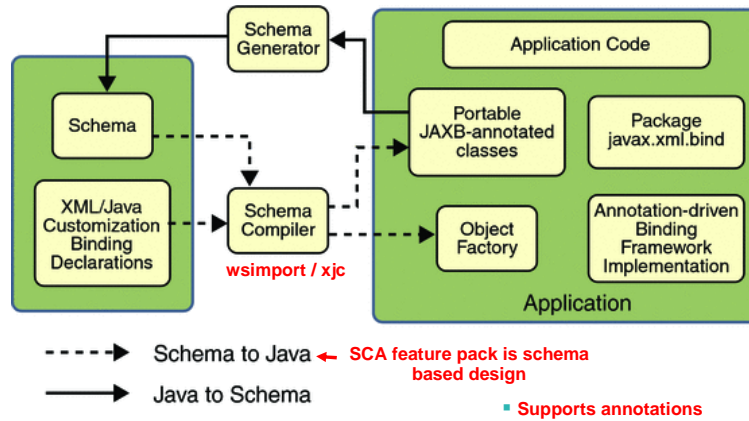 Schema
Generator
Application Code
Schema
Portable
JAXB-annotated
classes
Package
javax.xml.bind
XML/Java
Customization
Binding
Declarations
Schema
Compiler
wsimport / xjc
Object
Factory
Annotation-driven
Binding
Framework
Implementation
Application
Schema to Java
SCA feature pack is schema
based design
Java to Schema
Supports annotations